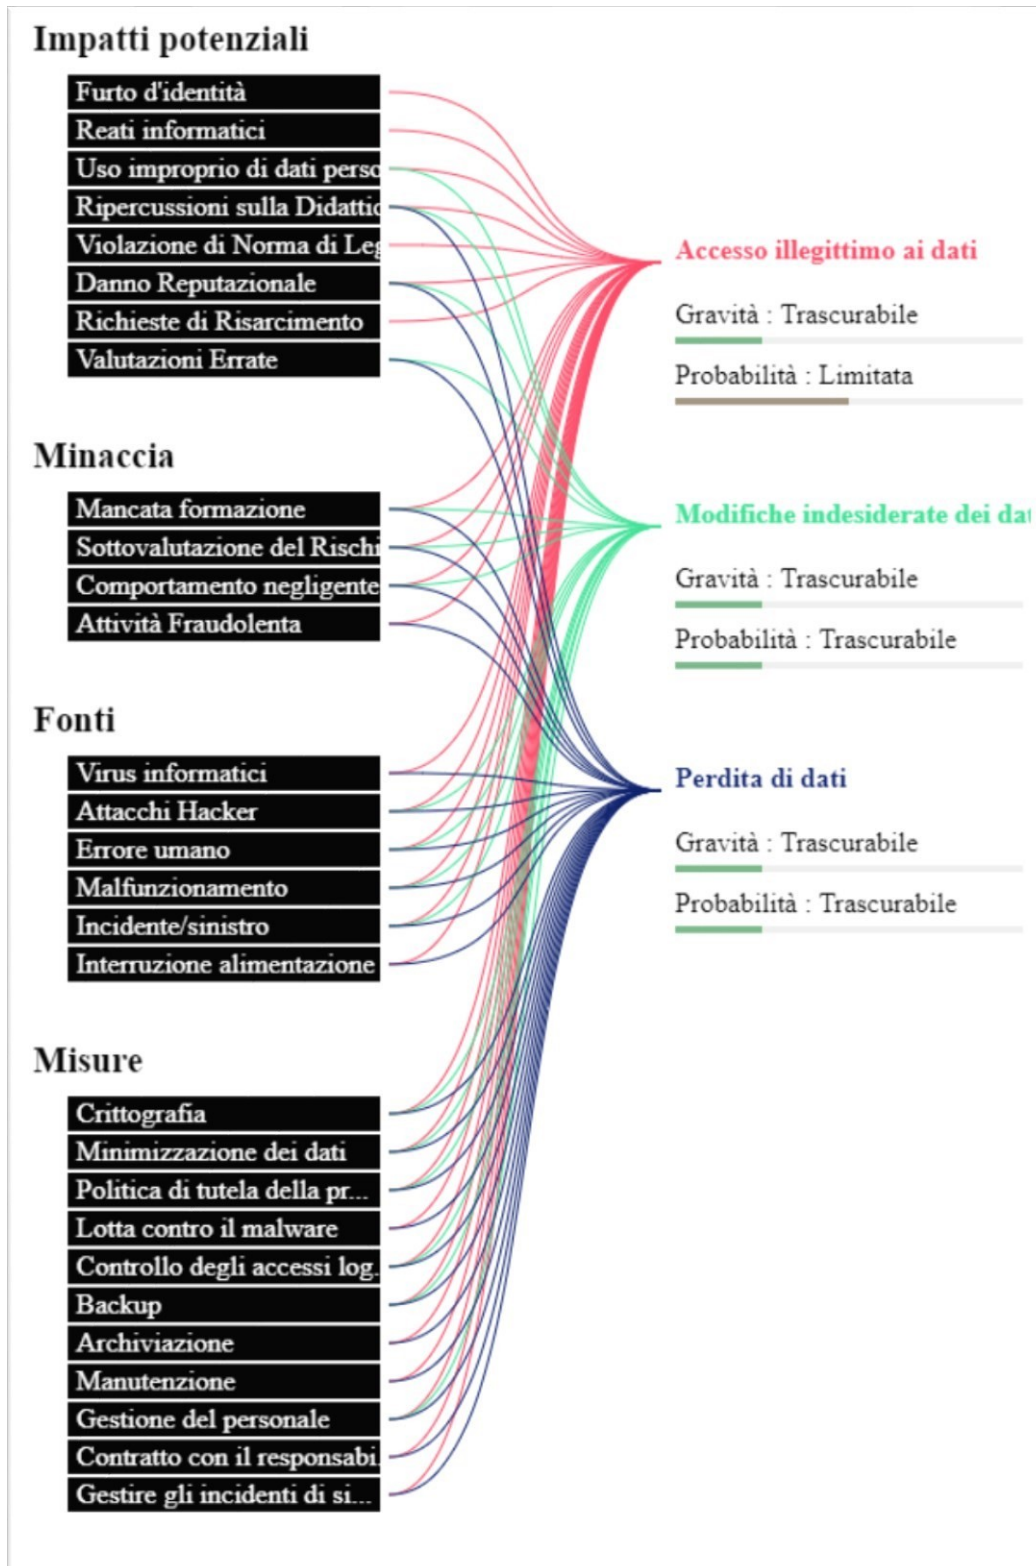 Impatti potenziali
Furto d'identità
Reati informatici
Uso improprio di dati perso
Ripercussioni sulla Didattic
Violazione di Norma di Leg
Danno Reputazionale
Richieste di Risarcimento
Valutazioni Errate
Minaccia
Mancata formazione
Sottovalutazione del Rischi
Comportamento negligente
Attività Fraudolenta
Fonti
Virus informatici
Attacchi Hacker
Errore umano
Malfunzionamento
Incidente/sinistro
Interruzione alimentazione
Misure
Crittografia
Minimizzazione dei dati
Politica di tutela della pr...
Lotta contro il malware
Controllo degli accessi log.
Backup
Archiviazione
Manutenzione
Gestione del personale
Contratto con il responsabi.
Gestire gli incidenti di si...
Accesso illegittimo ai dati
Gravità : Trascurabile
Probabilità : Limitata
Modifiche indesiderate dei dat
Gravità : Trascurabile
Probabilità : Trascurabile
Perdita di dati
Gravità : Trascurabile
Probabilità : Trascurabile